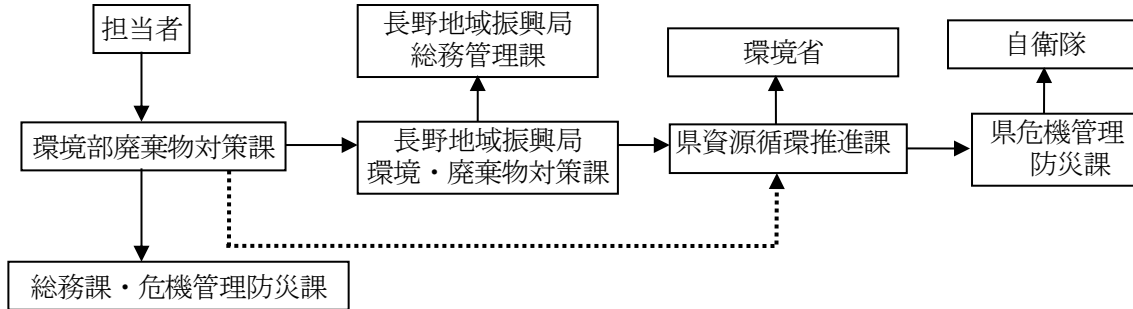 担当者
長野地域振興局
総務管理課
環境省
自衛隊
環境部廃棄物対策課
長野地域振興局
環境・廃棄物対策課
県資源循環推進課
県危機管理
防災課
総務課・危機管理防災課